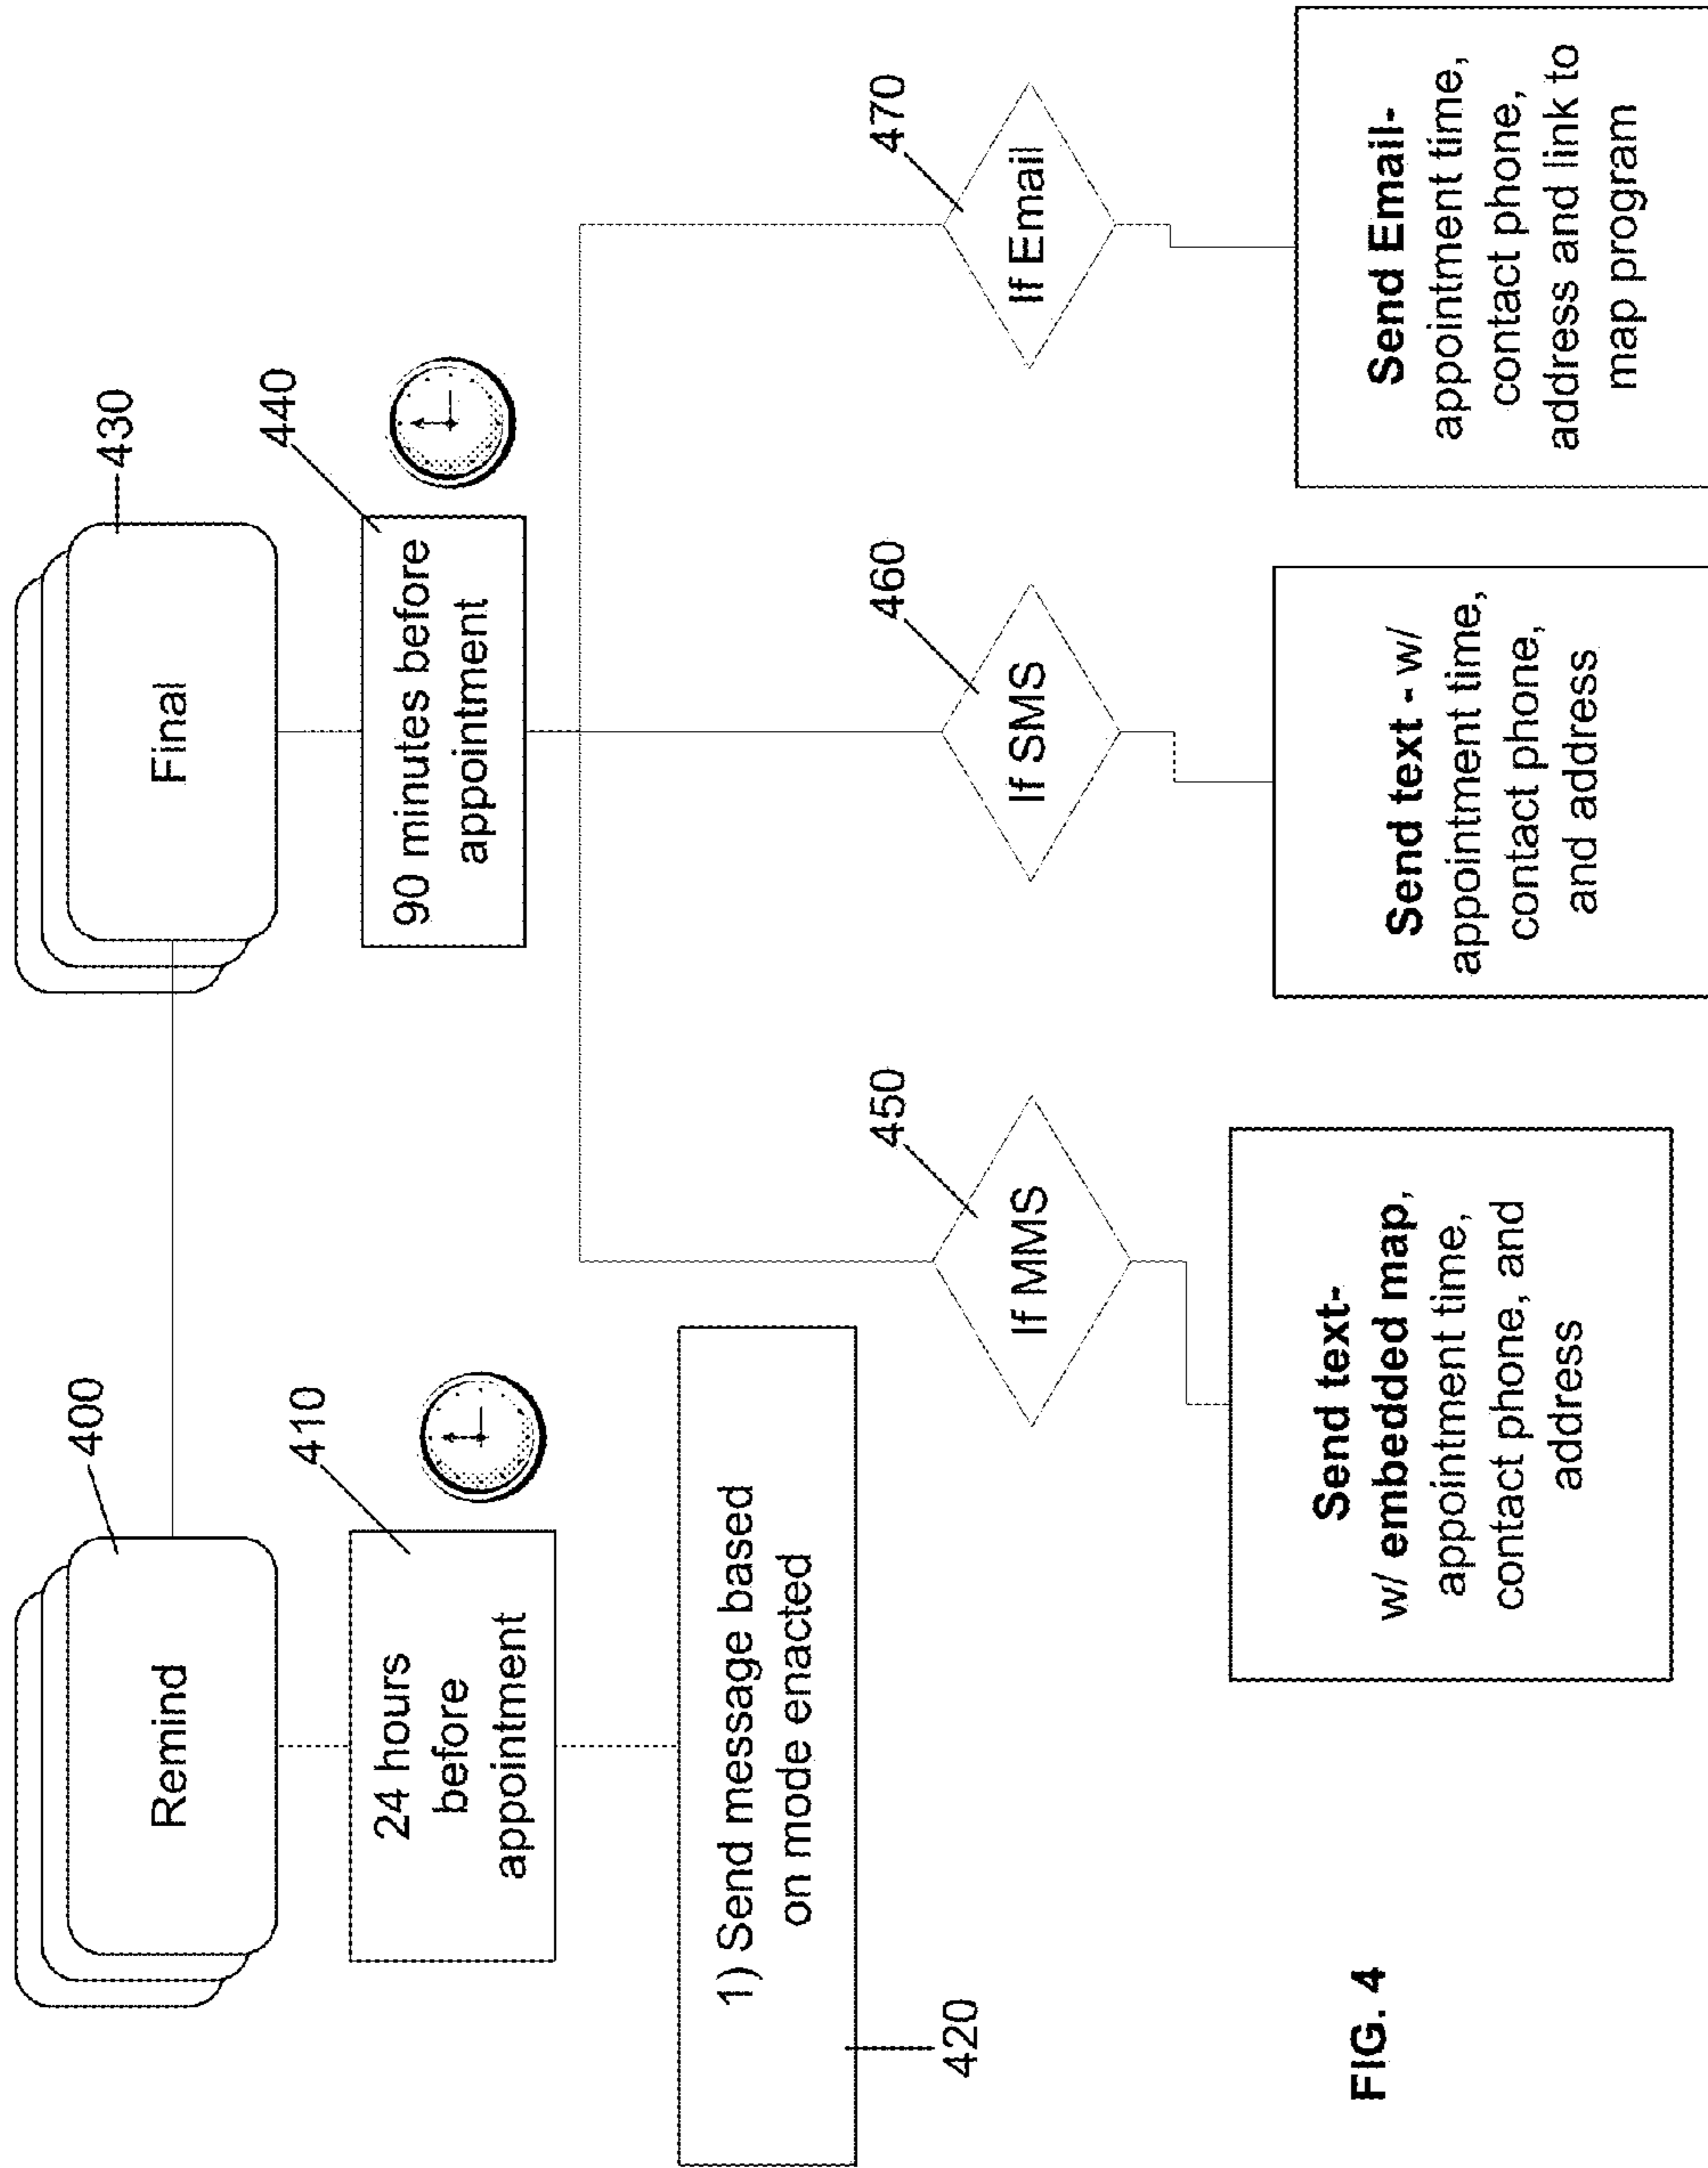 Remind
400
24 hours
before
appointment
410
1) Send message based
on mode enacted
420
Final
430
90 minutes before
appointment
440
If MMS
450
Send text-
w/ embedded map,
appointment time,
contact phone, and
address
If SMS
460
Send text - w/
appointment time,
contact phone,
and address
If Email
470
Send Email-
appointment time,
contact phone,
address and link to
map program
FIG. 4